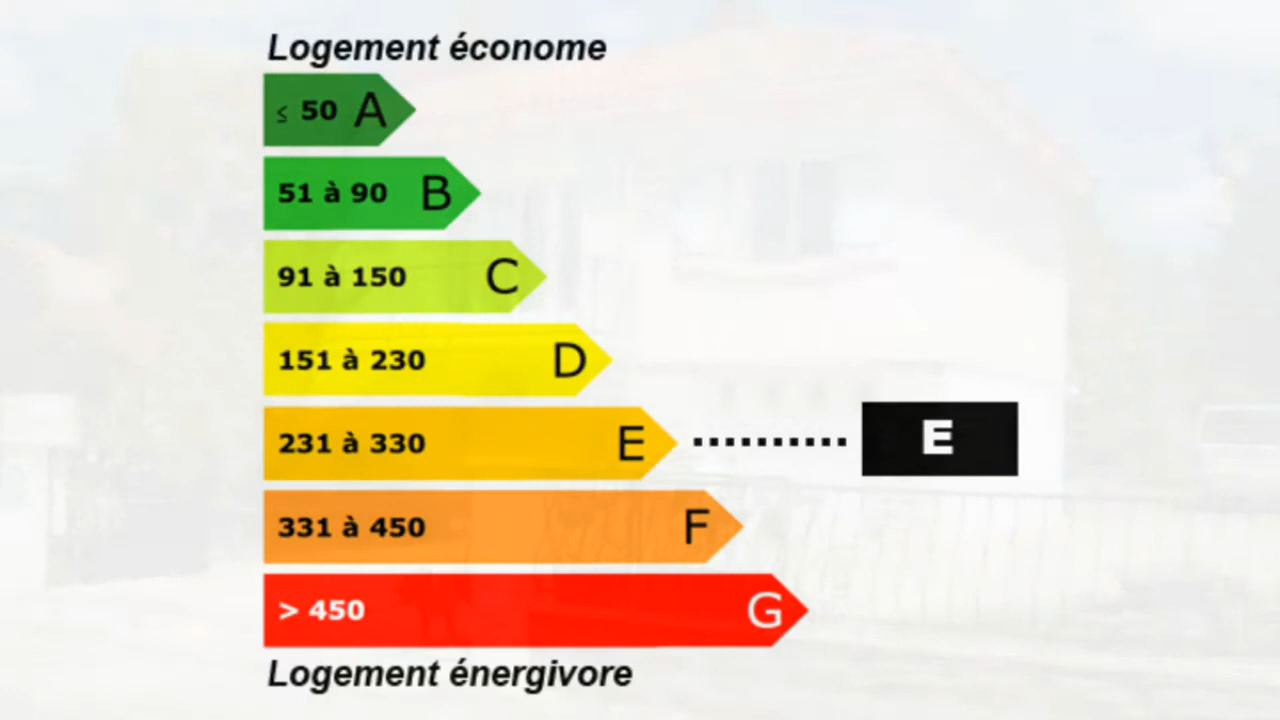 Logement économe
≤ 50 A
51 à 90 B
91 à 150 C
151 à 230 D
231 à 330 E
E
331 à 450 F
> 450 G
Logement énergivore